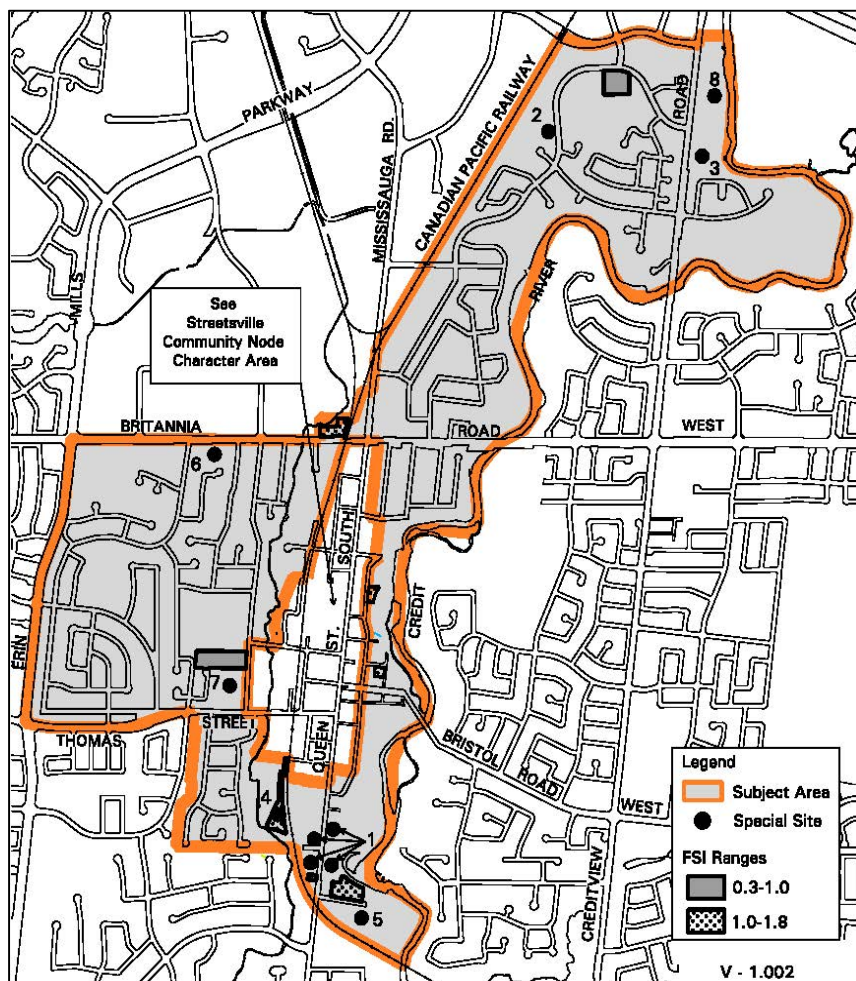 PARKWAY
MISSISSAUGA RD.
CANADIAN PACIFIC RAILWAY
ROAD
8
2
3
MILLS
See
Streetsville
Community Node
Character Area
RIVER
BRITANNIA
ROAD
WEST
6
SOUTH
ST.
CREDIT
ERIN
7
STREET
THOMAS
QUEEN
BRISTOL
ROAD
WEST
4
1
5
CREDITVIEW
Legend
Subject Area
Special Site
FSI Ranges
0.3-1.0
1.0-1.8
V - 1.002